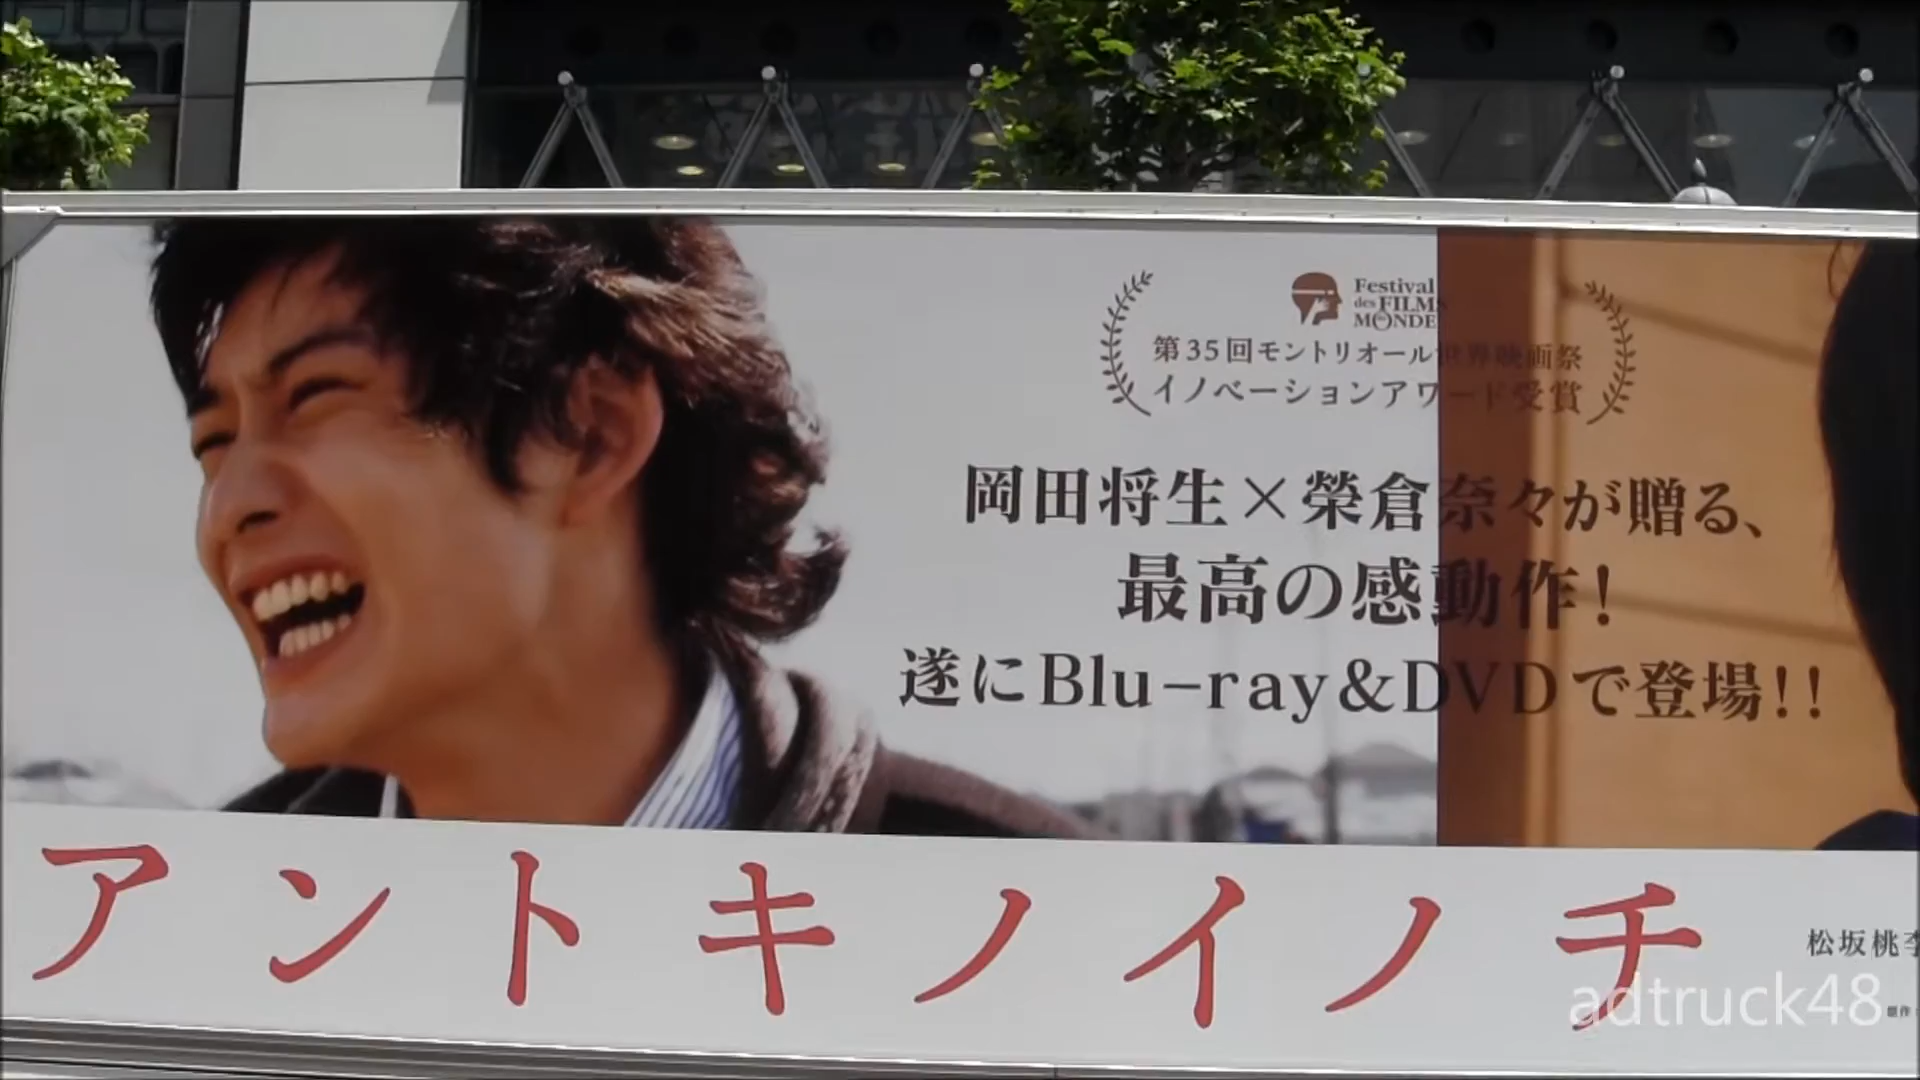 Festival
des FILMS
du MONDE
第35回モントリオール世界映画祭
イノベーションアワード受賞
岡田将生×榮倉奈々が贈る、
最高の感動作!
遂にBlu-ray&DVDで登場!!
アントキノイノチ
松坂桃李
原作
adtruck48